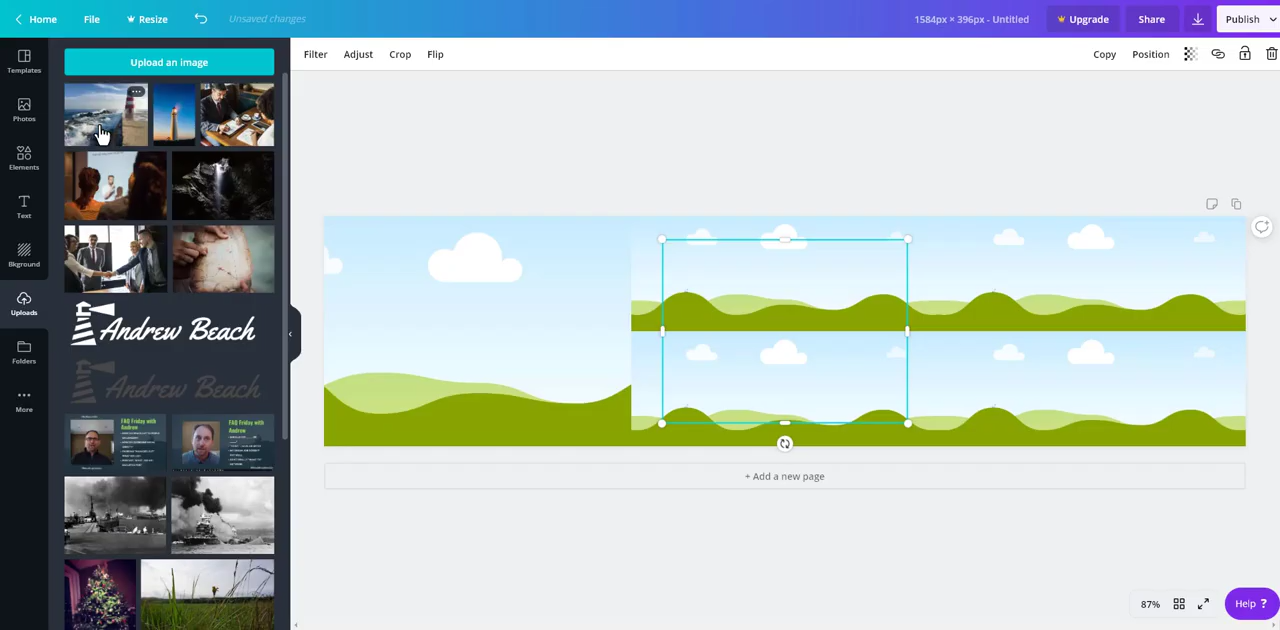 Home File Resize Unsaved changes 1584px × 396px - Untitled Upgrade Share Publish
Filter Adjust Crop Flip Copy Position
Templates
Photos
Elements
Text
Bkground
Uploads
Folders
More
Upload an image
Andrew Beach
Andrew Beach
FAQ Friday with
Andrew
FAQ Friday with
Andrew
+ Add a new page
87%
Help ?